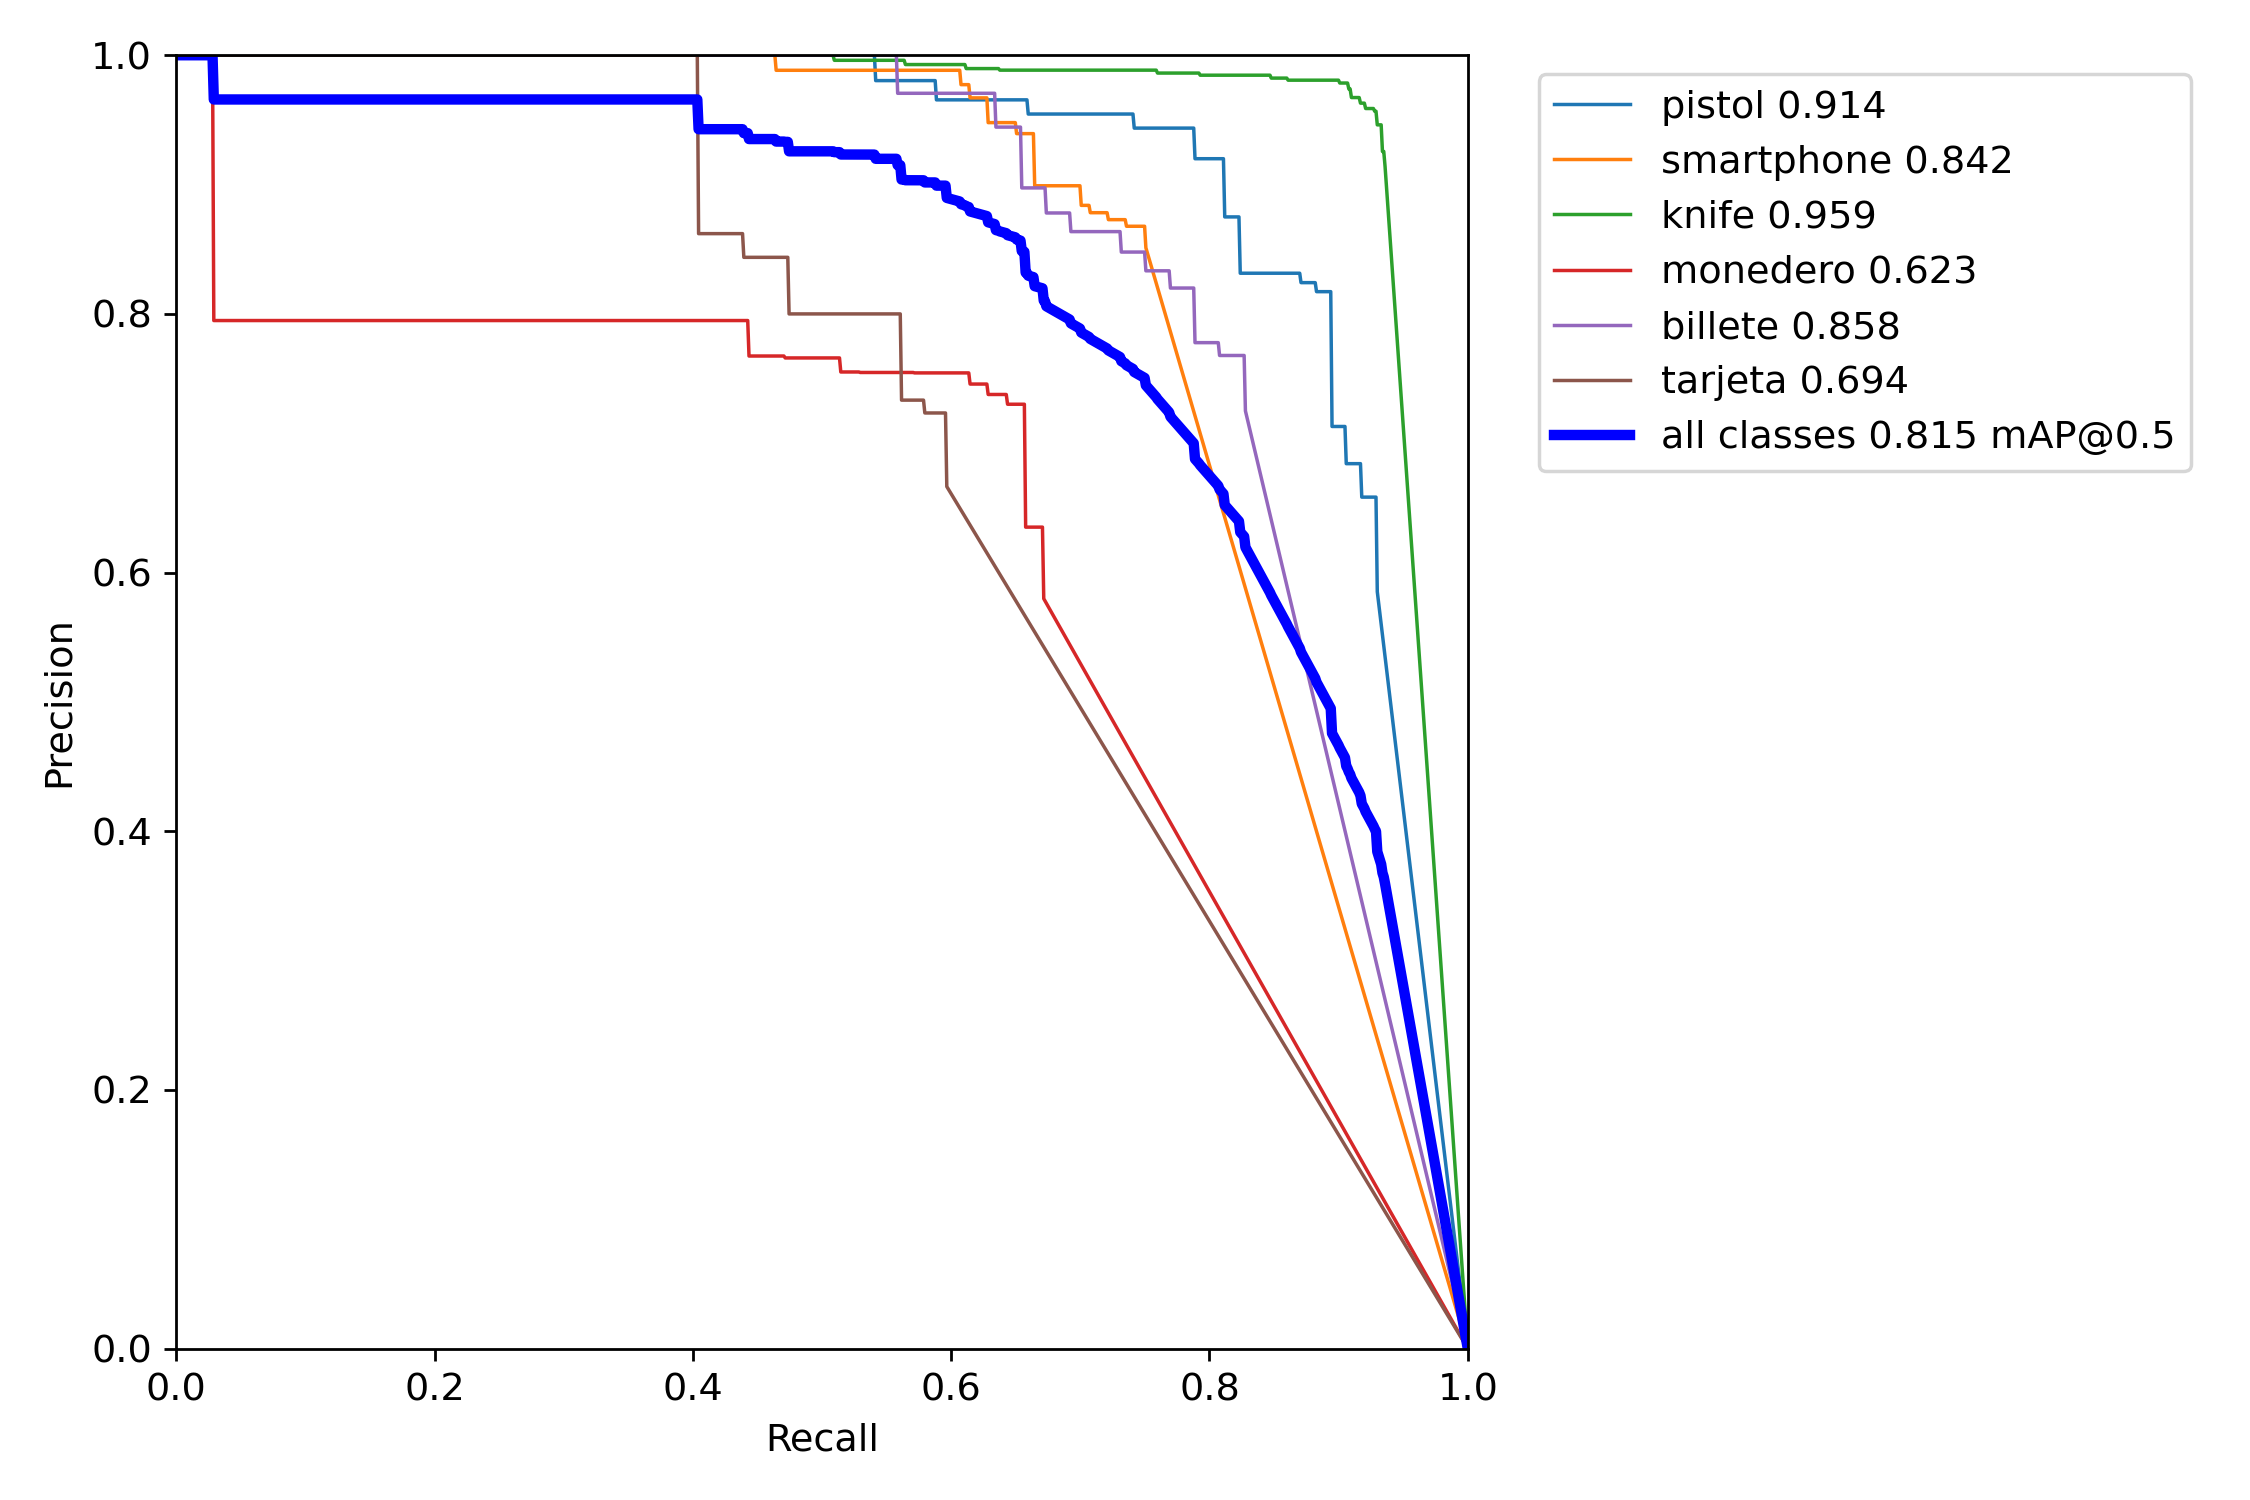 1.0
0.8
0.6
0.4
0.2
0.0
0.0 0.2 0.4 0.6 0.8 1.0
Precision
Recall
pistol 0.914
smartphone 0.842
knife 0.959
monedero 0.623
billete 0.858
tarjeta 0.694
all classes 0.815 mAP@0.5